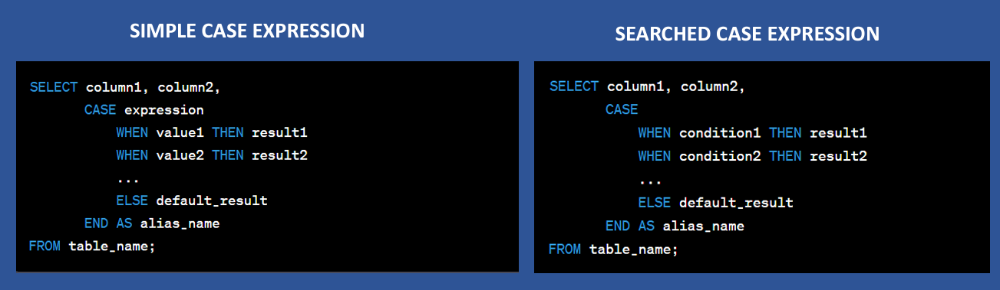 SIMPLE CASE EXPRESSION
SELECT column1, column2,
CASE expression
WHEN value1 THEN result1
WHEN value2 THEN result2
...
ELSE default_result
END AS alias_name
FROM table_name;
SEARCHED CASE EXPRESSION
SELECT column1, column2,
CASE
WHEN condition1 THEN result1
WHEN condition2 THEN result2
...
ELSE default_result
END AS alias_name
FROM table_name;